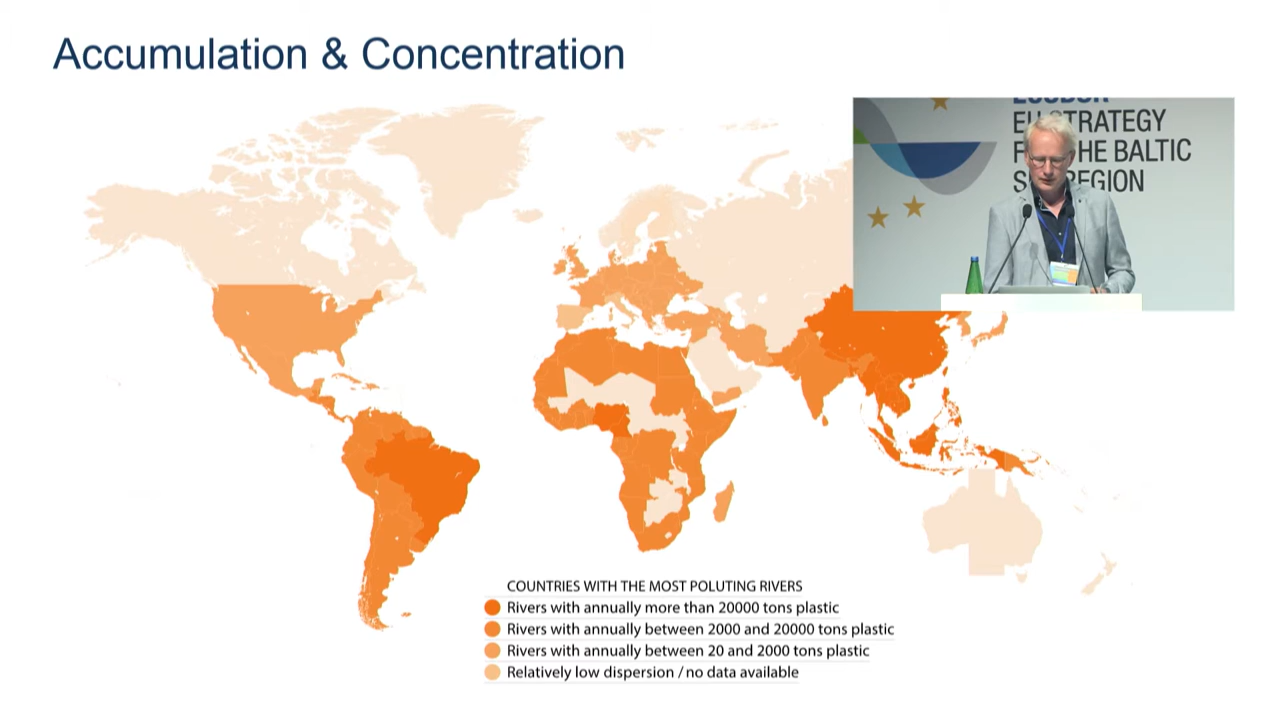 Accumulation & Concentration
EU STRATEGY
THE BALTIC
REGION
COUNTRIES WITH THE MOST POLUTING RIVERS
Rivers with annually more than 20000 tons plastic
Rivers with annually between 2000 and 20000 tons plastic
Rivers with annually between 20 and 2000 tons plastic
Relatively low dispersion / no data available